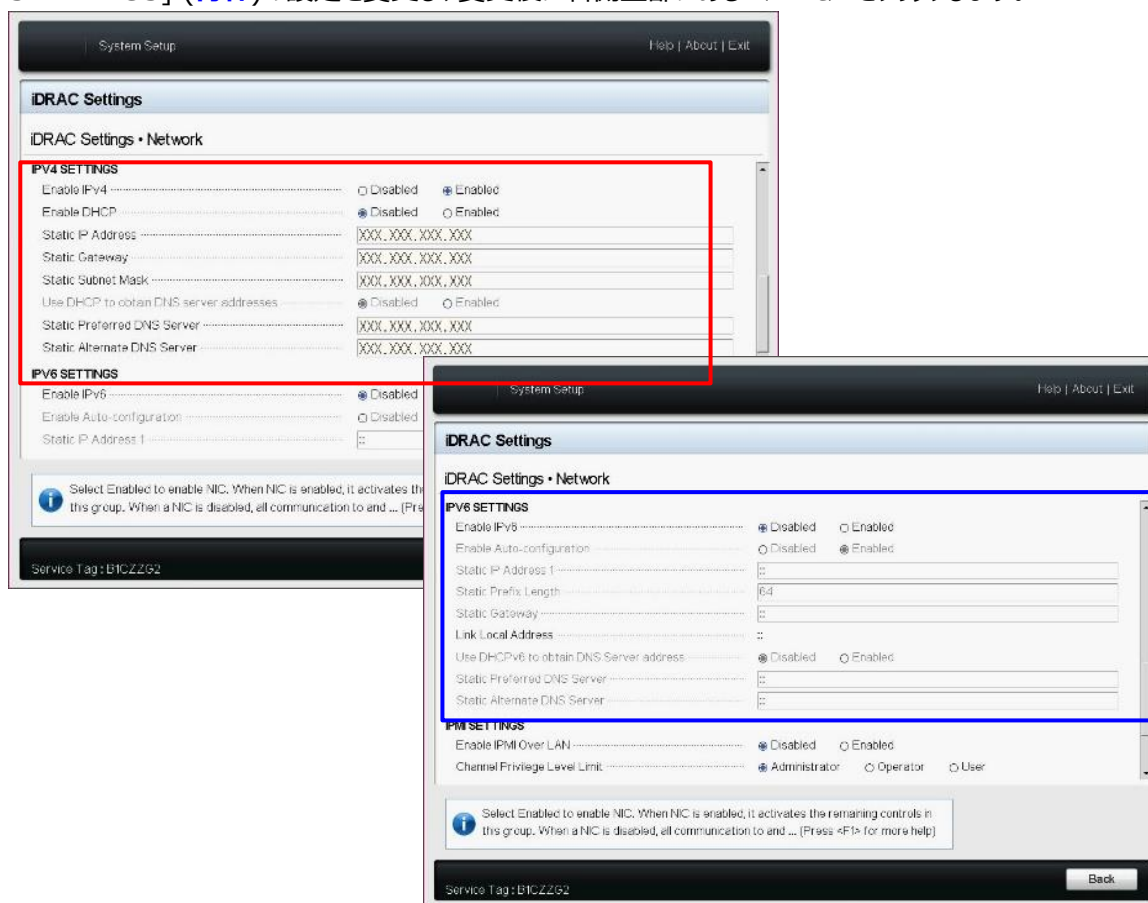 System Setup
Help | About | Exit
iDRAC Settings
iDRAC Settings • Network
IPV4 SETTINGS
Enable IPv4 Disabled Enabled
Enable DHCP Disabled Enabled
Static IP Address XXX.XXX.XXX.XXX
Static Gateway XXX.XXX.XXX.XXX
Static Subnet Mask XXX.XXX.XXX.XXX
Use DHCP to obtain DNS server addresses Disabled Enabled
Static Preferred DNS Server XXX.XXX.XXX.XXX
Static Alternate DNS Server XXX.XXX.XXX.XXX
IPV6 SETTINGS
Enable IPv6 Disabled
Enable Auto-configuration Disabled
Static IP Address 1 ::
Select Enabled to enable NIC. When NIC is enabled, it activates
this group. When a NIC is disabled, all communication to and ...
Service Tag : B1CZZG2
System Setup
Help | About | Exit
iDRAC Settings
iDRAC Settings • Network
IPV6 SETTINGS
Enable IPv6 Disabled Enabled
Enable Auto-configuration Disabled Enabled
Static IP Address 1 ::
Static Prefix Length 64
Static Gateway ::
Link Local Address ::
Use DHCPv6 to obtain DNS Server address Disabled Enabled
Static Preferred DNS Server ::
Static Alternate DNS Server ::
IPMI SETTINGS
Enable IPMI Over LAN Disabled Enabled
Channel Privilege Level Limit Administrator Operator User
Select Enabled to enable NIC. When NIC is enabled, it activates the remaining controls in
this group. When a NIC is disabled, all communication to and ... (Press <F1> for more help)
Back
Service Tag : B1CZZG2